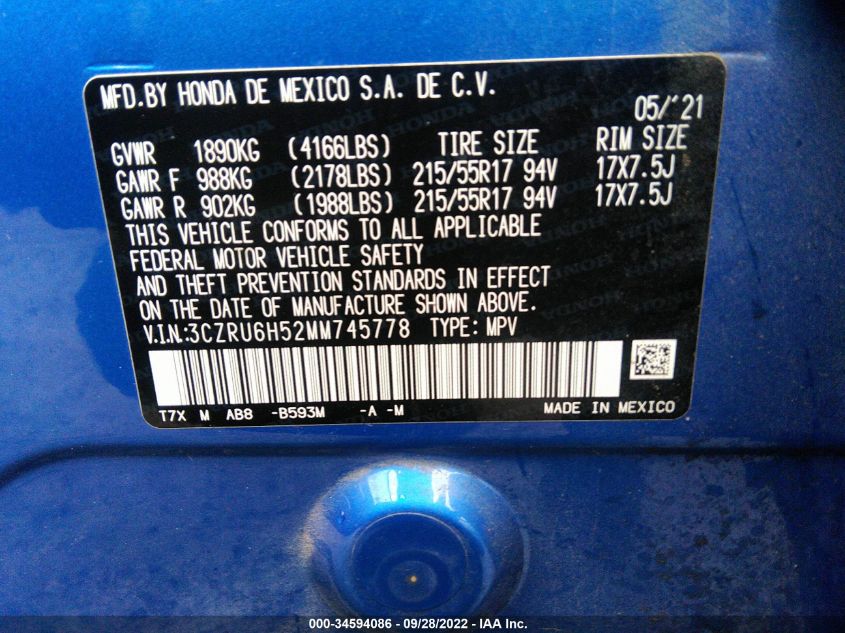 MFD.BY HONDA DE MEXICO S.A. DE C.V.
05/'21
GVWR 1890KG (4166LBS) TIRE SIZE RIM SIZE
GAWR F 988KG (2178LBS) 215/55R17 94V 17X7.5J
GAWR R 902KG (1988LBS) 215/55R17 94V 17X7.5J
THIS VEHICLE CONFORMS TO ALL APPLICABLE
FEDERAL MOTOR VEHICLE SAFETY
AND THEFT PREVENTION STANDARDS IN EFFECT
ON THE DATE OF MANUFACTURE SHOWN ABOVE.
V.I.N.:3CZRU6H52MM745778 TYPE: MPV
T7X M AB8 -B593M -A -M MADE IN MEXICO
000-34594086 - 09/28/2022 - IAA Inc.